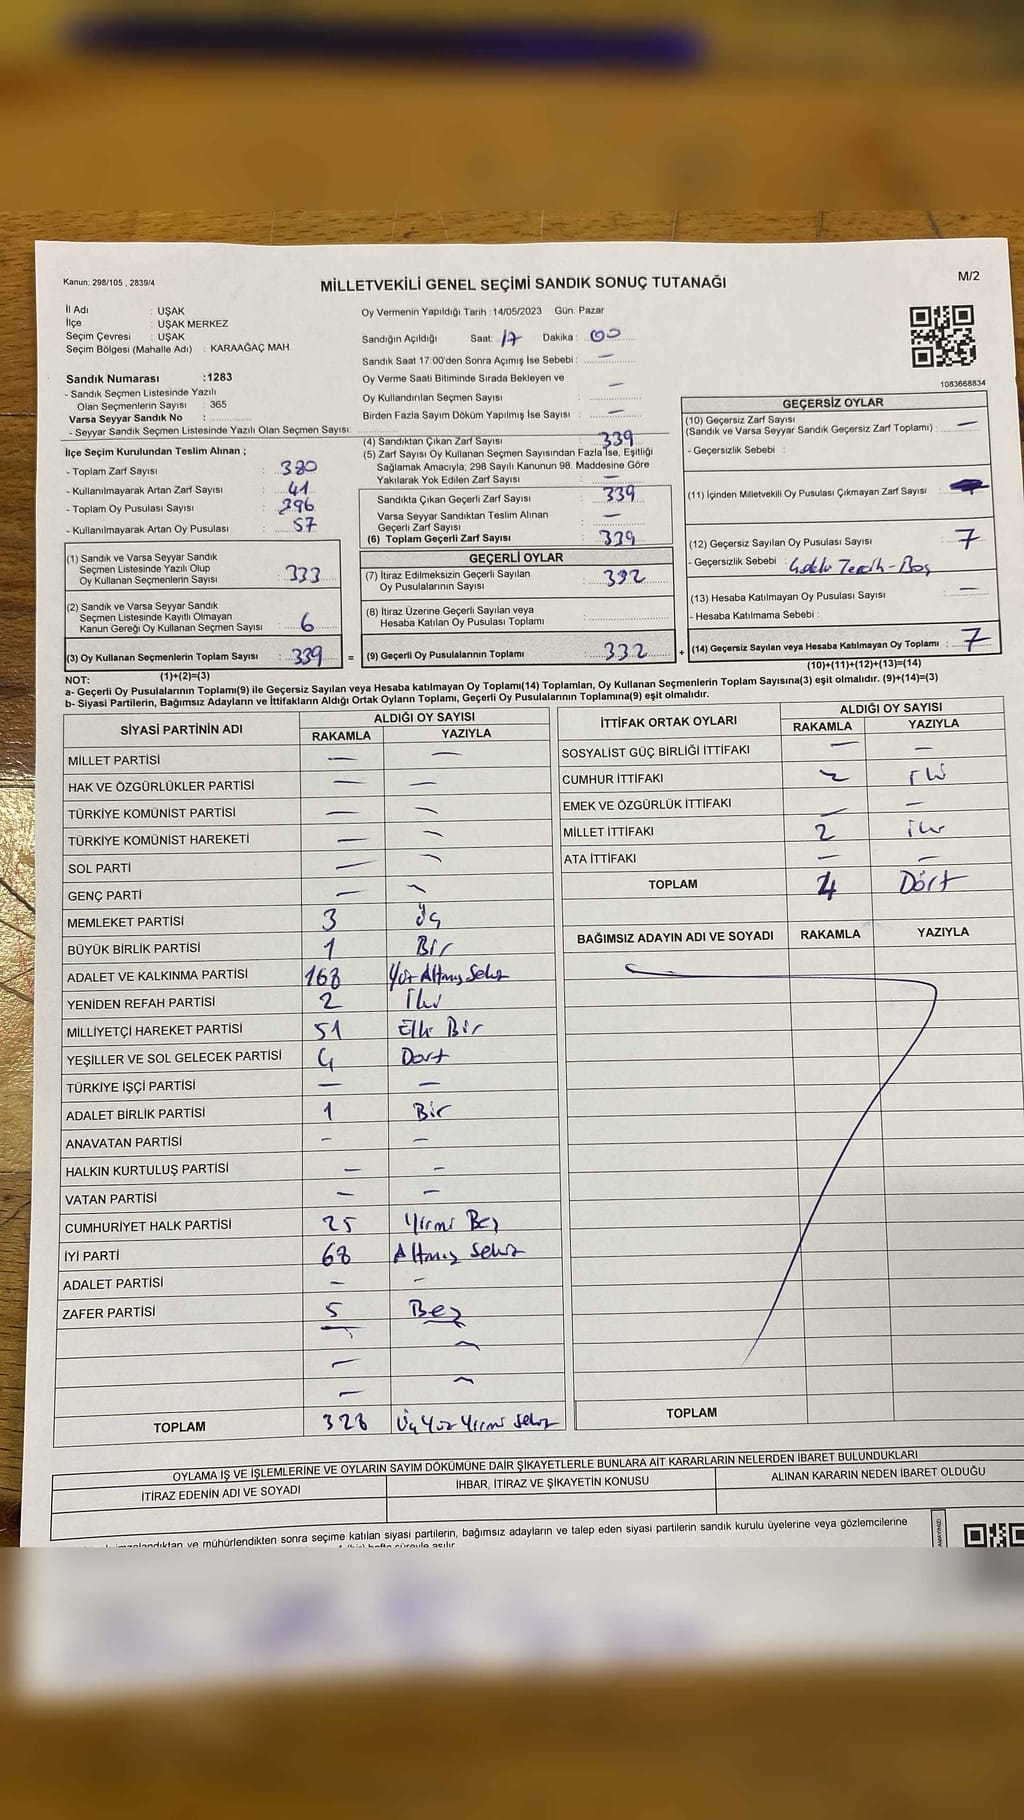 Kanun: 298/105 , 2839/4
MİLLETVEKİLİ GENEL SEÇİMİ SANDIK SONUÇ TUTANAĞI
M/2
İl Adı : UŞAK
İlçe : UŞAK MERKEZ
Seçim Çevresi : UŞAK
Seçim Bölgesi (Mahalle Adı) : KARAAĞAÇ MAH.
Oy Vermenin Yapıldığı Tarih :14/05/2023 Gün: Pazar
Sandığın Açıldığı Saat: 17 Dakika : 00
Sandık Saat 17:00'den Sonra Açımış İse Sebebi : —
Oy Verme Saati Bitiminde Sırada Bekleyen ve
Oy Kullandırılan Seçmen Sayısı —
Birden Fazla Sayım Döküm Yapılmış İse Sayısı —
1083668834
Sandık Numarası :1283
- Sandık Seçmen Listesinde Yazılı
Olan Seçmenlerin Sayısı : 365
Varsa Seyyar Sandık No :
- Seyyar Sandık Seçmen Listesinde Yazılı Olan Seçmen Sayısı:
İlçe Seçim Kurulundan Teslim Alınan ;
- Toplam Zarf Sayısı : 380
- Kullanılmayarak Artan Zarf Sayısı : 41
- Toplam Oy Pusulası Sayısı : 396
- Kullanılmayarak Artan Oy Pusulası : 57
(1) Sandık ve Varsa Seyyar Sandık
Seçmen Listesinde Yazılı Olup
Oy Kullanan Seçmenlerin Sayısı : 333
(2) Sandık ve Varsa Seyyar Sandık
Seçmen Listesinde Kayıtlı Olmayan
Kanun Gereği Oy Kullanan Seçmen Sayısı : 6
(3) Oy Kullanan Seçmenlerin Toplam Sayısı : 339
(1)+(2)=(3)
(4) Sandıktan Çıkan Zarf Sayısı : 339
(5) Zarf Sayısı Oy Kullanan Seçmen Sayısından Fazla İse, Eşitliği
Sağlamak Amacıyla; 298 Sayılı Kanunun 98. Maddesine Göre
Yakılarak Yok Edilen Zarf Sayısı : —
Sandıkta Çıkan Geçerli Zarf Sayısı : 339
Varsa Seyyar Sandıktan Teslim Alınan
Geçerli Zarf Sayısı : —
(6) Toplam Geçerli Zarf Sayısı : 339
GEÇERLİ OYLAR
(7) İtiraz Edilmeksizin Geçerli Sayılan
Oy Pusulalarının Sayısı : 332
(8) İtiraz Üzerine Geçerli Sayılan veya
Hesaba Katılan Oy Pusulası Toplamı :
= (9) Geçerli Oy Pusulalarının Toplamı : 332
GEÇERSİZ OYLAR
(10) Geçersiz Zarf Sayısı
(Sandık ve Varsa Seyyar Sandık Geçersiz Zarf Toplamı) : —
- Geçersizlik Sebebi :
(11) İçinden Milletvekili Oy Pusulası Çıkmayan Zarf Sayısı :
(12) Geçersiz Sayılan Oy Pusulası Sayısı : 7
- Geçersizlik Sebebi : Çoklu Tercih-Boş
(13) Hesaba Katılmayan Oy Pusulası Sayısı : —
- Hesaba Katılmama Sebebi :
+ (14) Geçersiz Sayılan veya Hesaba Katılmayan Oy Toplamı : 7
(10)+(11)+(12)+(13)=(14)
NOT:
a- Geçerli Oy Pusulalarının Toplamı(9) ile Geçersiz Sayılan veya Hesaba katılmayan Oy Toplamı(14) Toplamları, Oy Kullanan Seçmenlerin Toplam Sayısına(3) eşit olmalıdır. (9)+(14)=(3)
b- Siyasi Partilerin, Bağımsız Adayların ve İttifakların Aldığı Ortak Oyların Toplamı, Geçerli Oy Pusulalarının Toplamına(9) eşit olmalıdır.
SİYASİ PARTİNİN ADI ALDIĞI OY SAYISI
RAKAMLA YAZIYLA
MİLLET PARTİSİ — —
HAK VE ÖZGÜRLÜKLER PARTİSİ — —
TÜRKİYE KOMÜNİST PARTİSİ — —
TÜRKİYE KOMÜNİST HAREKETİ — —
SOL PARTİ — —
GENÇ PARTİ — —
MEMLEKET PARTİSİ 3 Üç
BÜYÜK BİRLİK PARTİSİ 1 Bir
ADALET VE KALKINMA PARTİSİ 168 Yüz Altmış Sekiz
YENİDEN REFAH PARTİSİ 2 İki
MİLLİYETÇİ HAREKET PARTİSİ 51 Elli Bir
YEŞİLLER VE SOL GELECEK PARTİSİ 4 Dört
TÜRKİYE İŞÇİ PARTİSİ — —
ADALET BİRLİK PARTİSİ 1 Bir
ANAVATAN PARTİSİ — —
HALKIN KURTULUŞ PARTİSİ — —
VATAN PARTİSİ — —
CUMHURİYET HALK PARTİSİ 25 Yirmi Beş
İYİ PARTİ 68 Altmış Sekiz
ADALET PARTİSİ — —
ZAFER PARTİSİ 5 Beş
TOPLAM 328 Üç Yüz Yirmi Sekiz
İTTİFAK ORTAK OYLARI ALDIĞI OY SAYISI
RAKAMLA YAZIYLA
SOSYALİST GÜÇ BİRLİĞİ İTTİFAKI — —
CUMHUR İTTİFAKI 2 İki
EMEK VE ÖZGÜRLÜK İTTİFAKI — —
MİLLET İTTİFAKI 2 İki
ATA İTTİFAKI — —
TOPLAM 4 Dört
BAĞIMSIZ ADAYIN ADI VE SOYADI RAKAMLA YAZIYLA
TOPLAM
OYLAMA İŞ VE İŞLEMLERİNE VE OYLARIN SAYIM DÖKÜMÜNE DAİR ŞİKAYETLERLE BUNLARA AİT KARARLARIN NELERDEN İBARET BULUNDUKLARI
İTİRAZ EDENİN ADI VE SOYADI İHBAR, İTİRAZ VE ŞİKAYETİN KONUSU ALINAN KARARIN NEDEN İBARET OLDUĞU
ve mühürlendikten sonra seçime katılan siyasi partilerin, bağımsız adayların ve talep eden siyasi partilerin sandık kurulu üyelerine veya gözlemcilerine